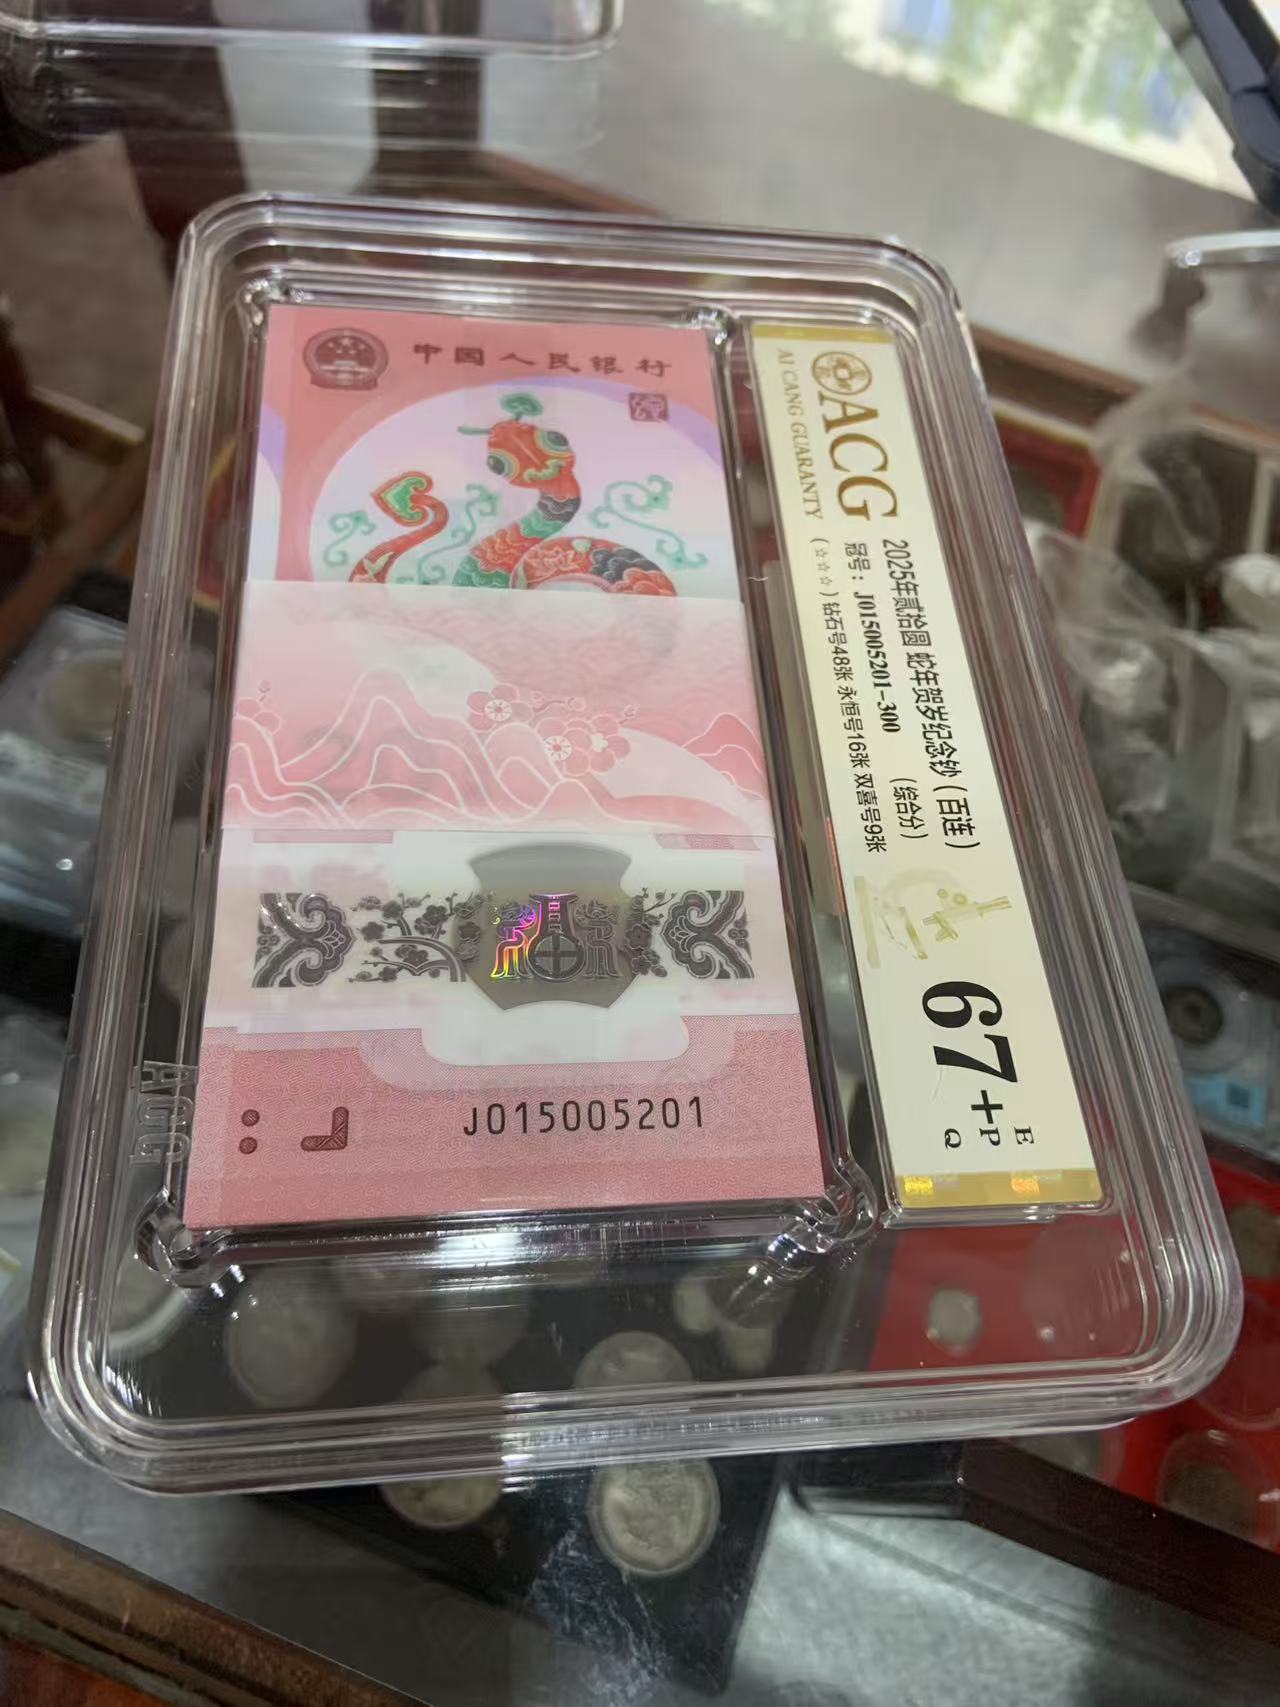 中国人民银行
J015005201
ACG
ACG
AI CANG GUARANTY
2025年贰拾圆 蛇年贺岁纪念钞（百连）
冠号：J015005201-300 （综合分）
（☆☆☆）钻石号48张 永恒号16张 双喜号9张
67+
E
P
Q